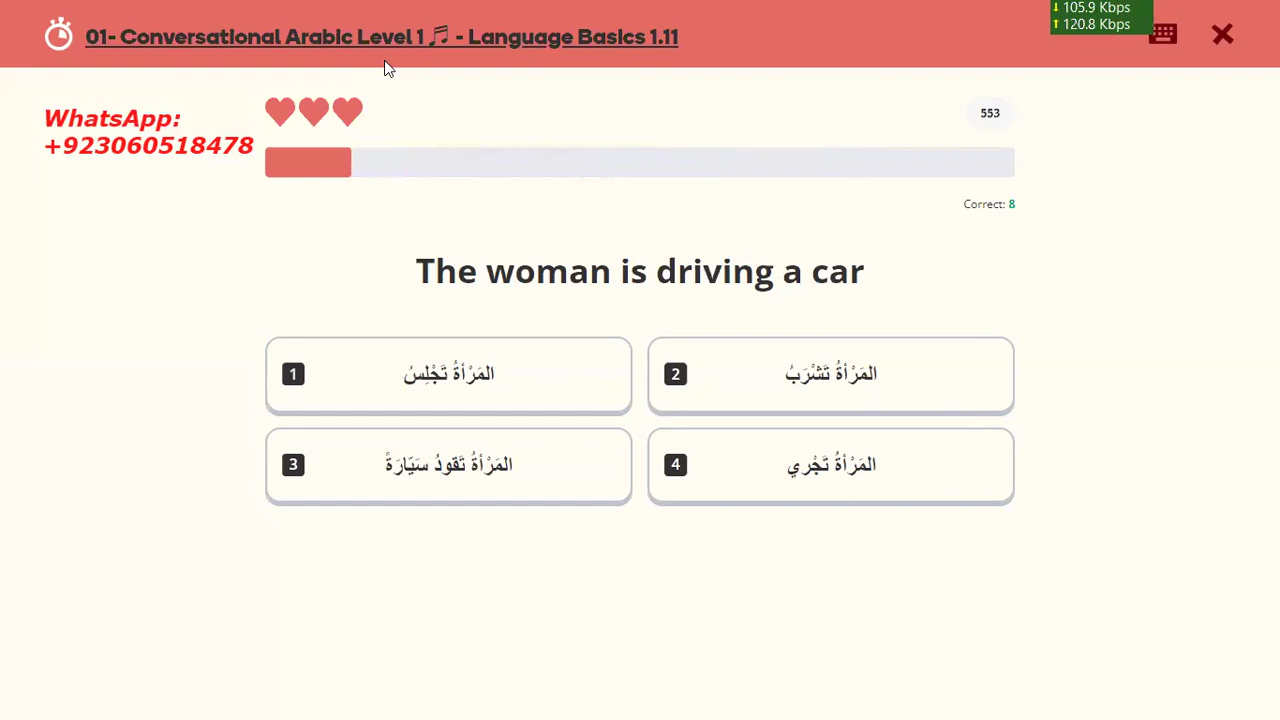 ↓ 105.9 Kbps
↑ 120.8 Kbps
01- Conversational Arabic Level 1 🎵 - Language Basics 1.11
WhatsApp:
+923060518478
553
Correct: 8
The woman is driving a car
1 المَرْأةُ تَجْلِسُ
2 المَرْأةُ تَشْرَبُ
3 المَرْأةُ تَقودُ سَيّارَةً
4 المَرْأةُ تَجْري